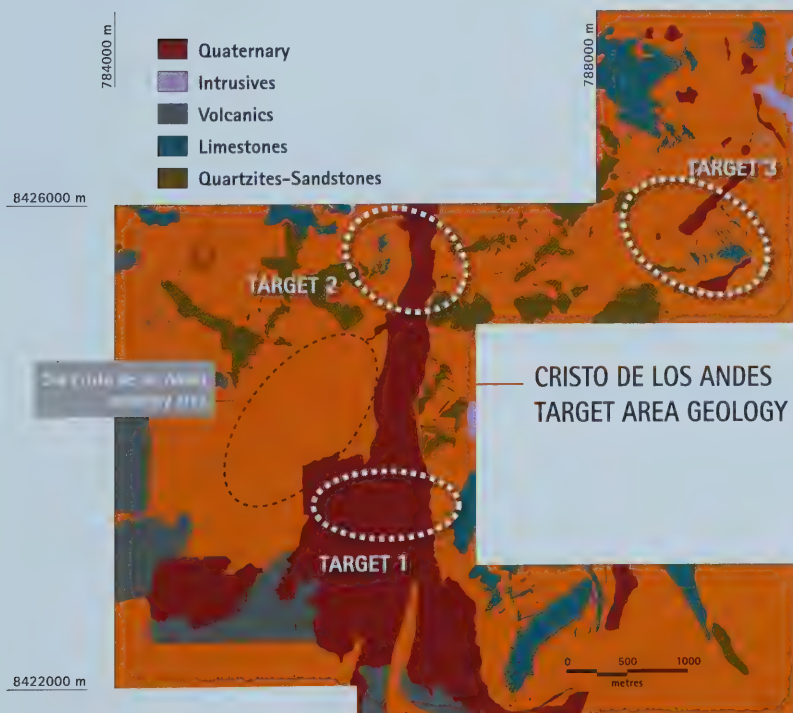 784000 m
788000 m
Quaternary
Intrusives
Volcanics
Limestones
Quartzites-Sandstones
8426000 m
TARGET 3
TARGET 2
CRISTO DE LOS ANDES
TARGET AREA GEOLOGY
TARGET 1
0 500 1000
metres
8422000 m